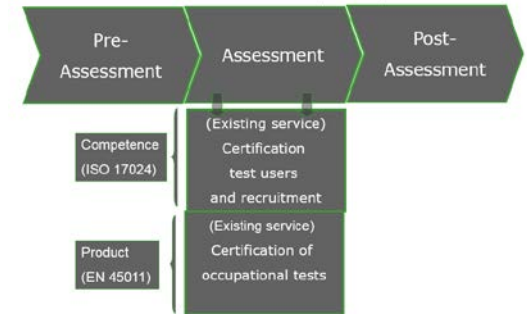 Pre-
Assessment
Assessment
Post-
Assessment
Competence
(ISO 17024)
(Existing service)
Certification
test users
and recruitment
Product
(EN 45011)
(Existing service)
Certification of
occupational tests